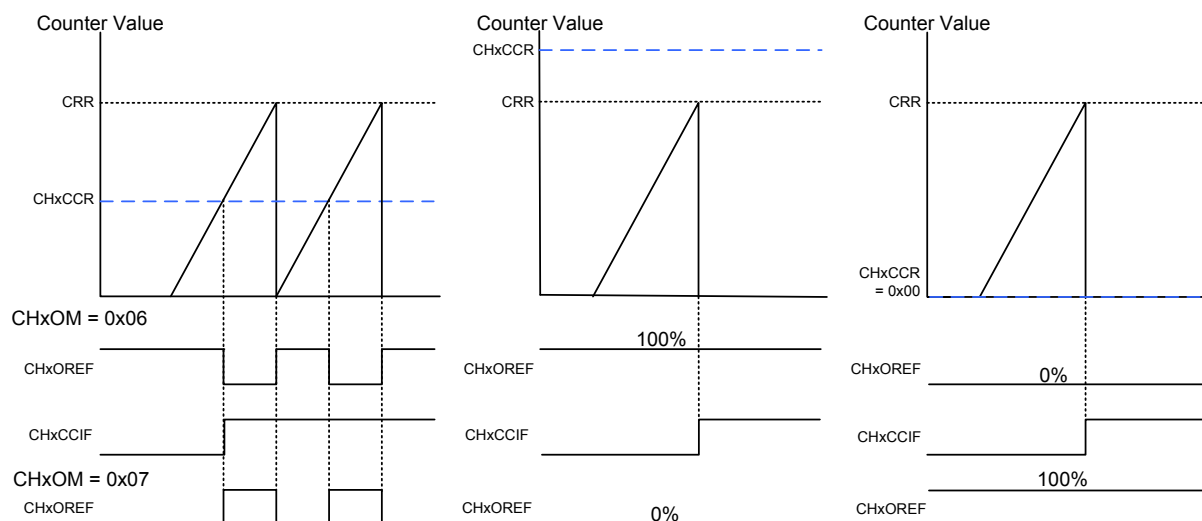 Counter Value
CRR
CHxCCR
CHxOM = 0x06
CHxOREF
CHxCCIF
CHxOM = 0x07
CHxOREF
Counter Value
CHxCCR
CRR
100%
CHxOREF
CHxCCIF
CHxOREF
0%
Counter Value
CRR
CHxCCR
= 0x00
CHxOREF
0%
CHxCCIF
100%
CHxOREF